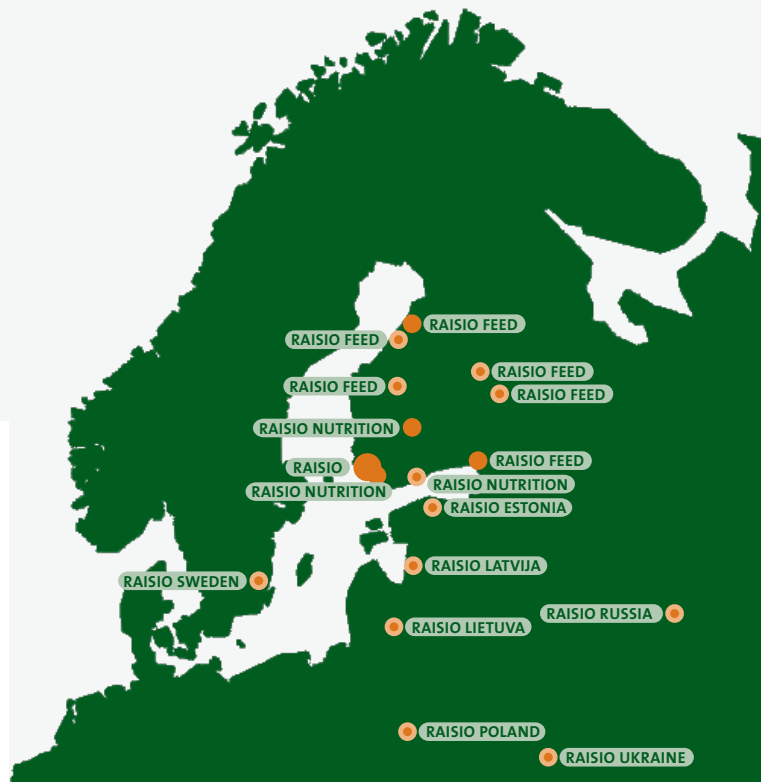 RAISIO FEED
RAISIO FEED
RAISIO FEED
RAISIO FEED
RAISIO FEED
RAISIO NUTRITION
RAISIO FEED
RAISIO
RAISIO NUTRITION
RAISIO NUTRITION
RAISIO ESTONIA
RAISIO LATVIJA
RAISIO SWEDEN
RAISIO RUSSIA
RAISIO LIETUVA
RAISIO POLAND
RAISIO UKRAINE